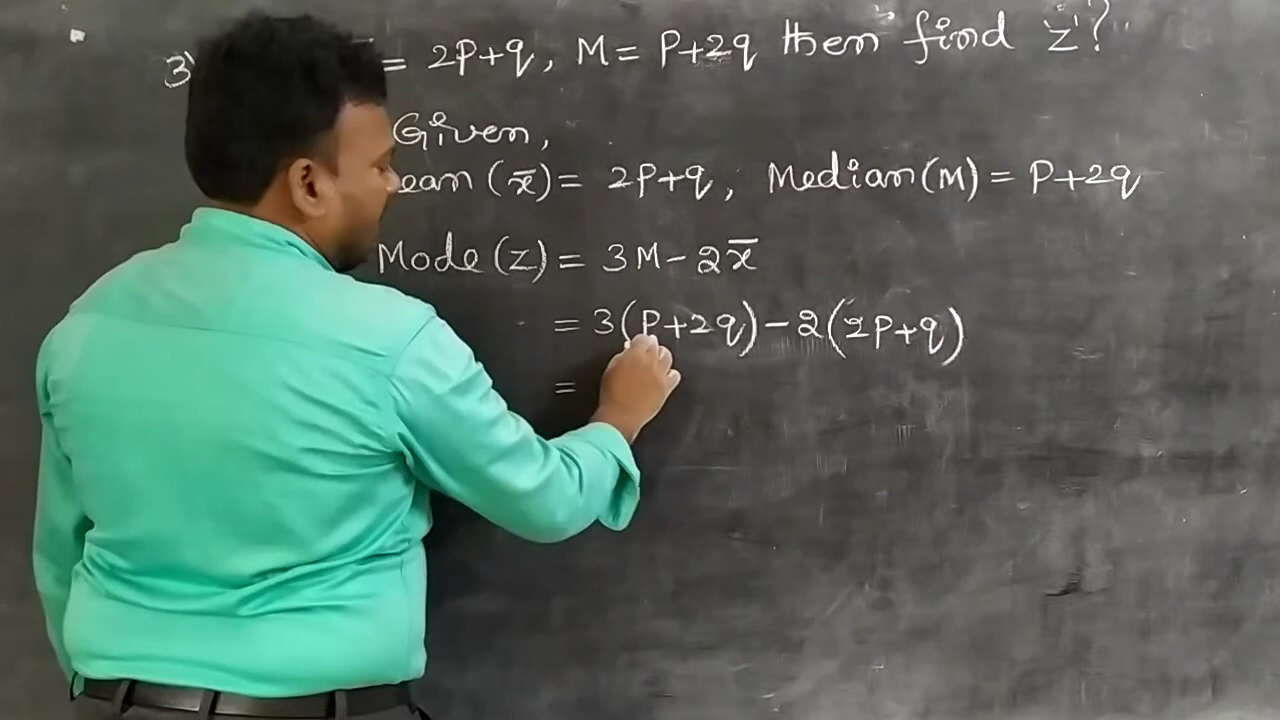 3) = 2P+q, M = P+2q then find 'z'?
Given,
ean (x̄) = 2P+q, Median (M) = P+2q
Mode (z) = 3M - 2x̄
= 3(P+2q) - 2(2P+q)
=